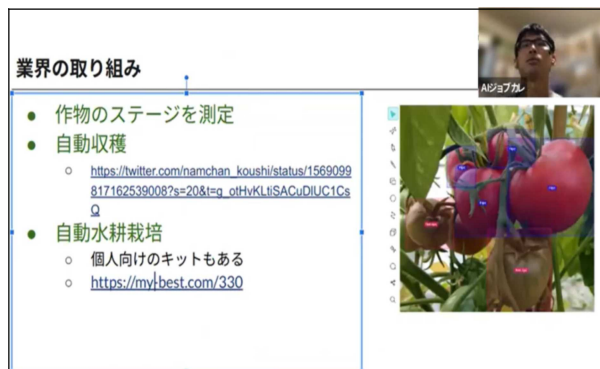 業界の取り組み
AIジョブカレ
● 作物のステージを測定
● 自動収穫
○ https://twitter.com/namchan_koushi/status/1569099
817162539008?s=20&t=g_otHvKLtiSACuDlUC1Cs
Q
● 自動水耕栽培
○ 個人向けのキットもある
○ https://my-best.com/330